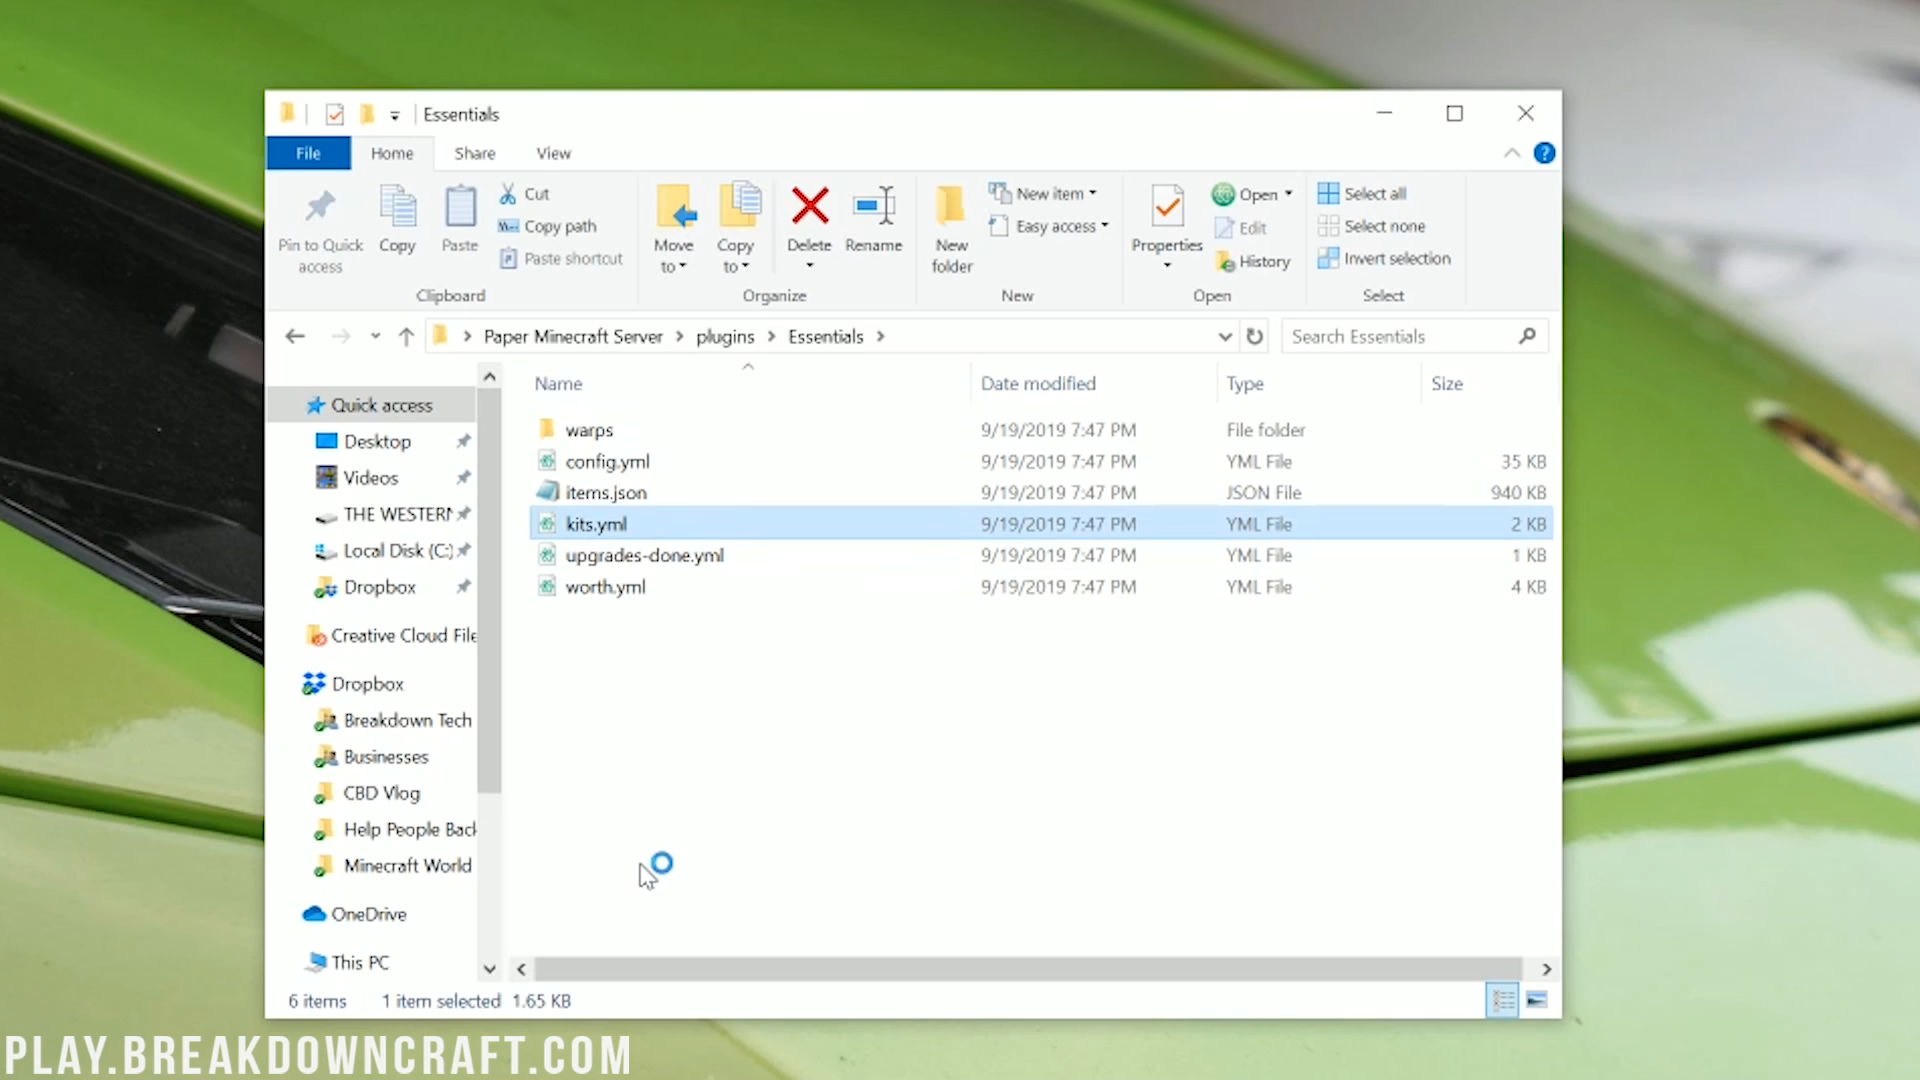 Essentials
File Home Share View
Pin to Quick access
Copy
Paste
Cut
Copy path
Paste shortcut
Clipboard
Move to
Copy to
Delete
Rename
Organize
New folder
New item
Easy access
New
Properties
Open
Edit
History
Open
Select all
Select none
Invert selection
Select
Paper Minecraft Server plugins Essentials
Search Essentials
Quick access
Desktop
Videos
THE WESTERN
Local Disk (C:)
Dropbox
Creative Cloud File
Dropbox
Breakdown Tech
Businesses
CBD Vlog
Help People Back
Minecraft World
OneDrive
This PC
Name Date modified Type Size
warps 9/19/2019 7:47 PM File folder
config.yml 9/19/2019 7:47 PM YML File 35 KB
items.json 9/19/2019 7:47 PM JSON File 940 KB
kits.yml 9/19/2019 7:47 PM YML File 2 KB
upgrades-done.yml 9/19/2019 7:47 PM YML File 1 KB
worth.yml 9/19/2019 7:47 PM YML File 4 KB
6 items 1 item selected 1.65 KB
PLAY.BREAKDOWNCRAFT.COM